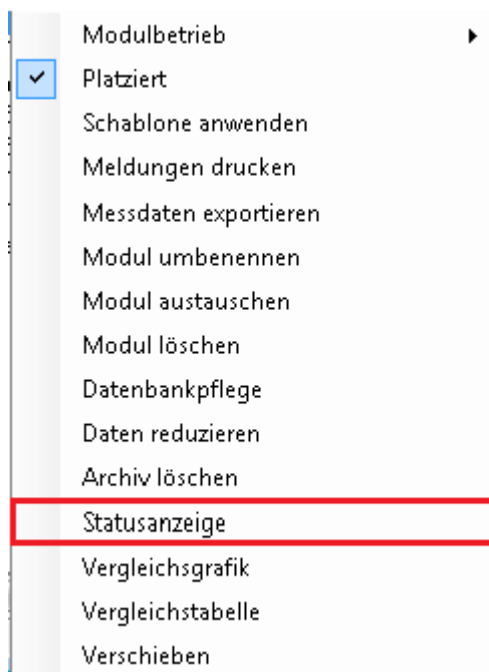 Modulbetrieb
Platziert
Schablone anwenden
Meldungen drucken
Messdaten exportieren
Modul umbenennen
Modul austauschen
Modul löschen
Datenbankpflege
Daten reduzieren
Archiv löschen
Statusanzeige
Vergleichsgrafik
Vergleichstabelle
Verschieben